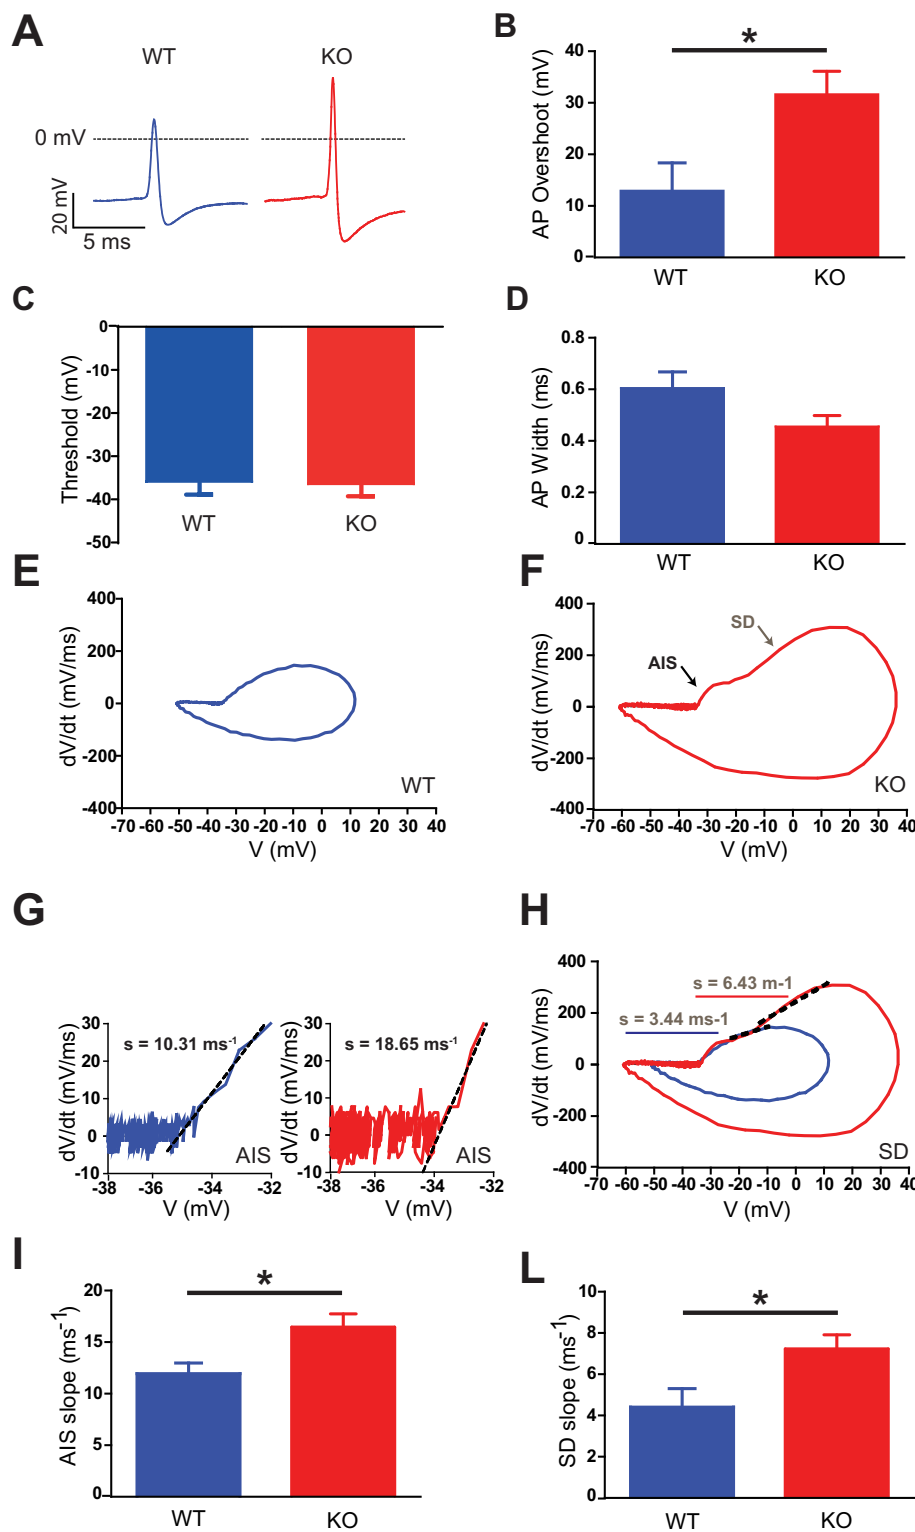 A
WT
KO
0 mV
20 mV
5 ms
B
*
AP Overshoot (mV)
40
30
20
10
0
WT
KO
C
Threshold (mV)
0
-10
-20
-30
-40
-50
WT
KO
D
AP Width (ms)
0.8
0.6
0.4
0.2
0
WT
KO
E
dV/dt (mV/ms)
400
200
0
-200
-400
WT
-70 -60 -50 -40 -30 -20 -10 0 10 20 30 40
V (mV)
F
dV/dt (mV/ms)
400
200
0
-200
-400
SD
AIS
KO
-70 -60 -50 -40 -30 -20 -10 0 10 20 30 40
V (mV)
G
dV/dt (mV/ms)
30
20
10
0
-10
s = 10.31 ms-1
AIS
-38 -36 -34 -32
V (mV)
dV/dt (mV/ms)
30
20
10
0
-10
s = 18.65 ms-1
AIS
-38 -36 -34 -32
V (mV)
H
dV/dt (mV/ms)
400
200
0
-200
-400
s = 6.43 m-1
s = 3.44 ms-1
SD
-70 -60 -50 -40 -30 -20 -10 0 10 20 30 40
V (mV)
I
*
AIS slope (ms-1)
20
15
10
5
0
WT
KO
L
*
SD slope (ms-1)
10
8
6
4
2
0
WT
KO